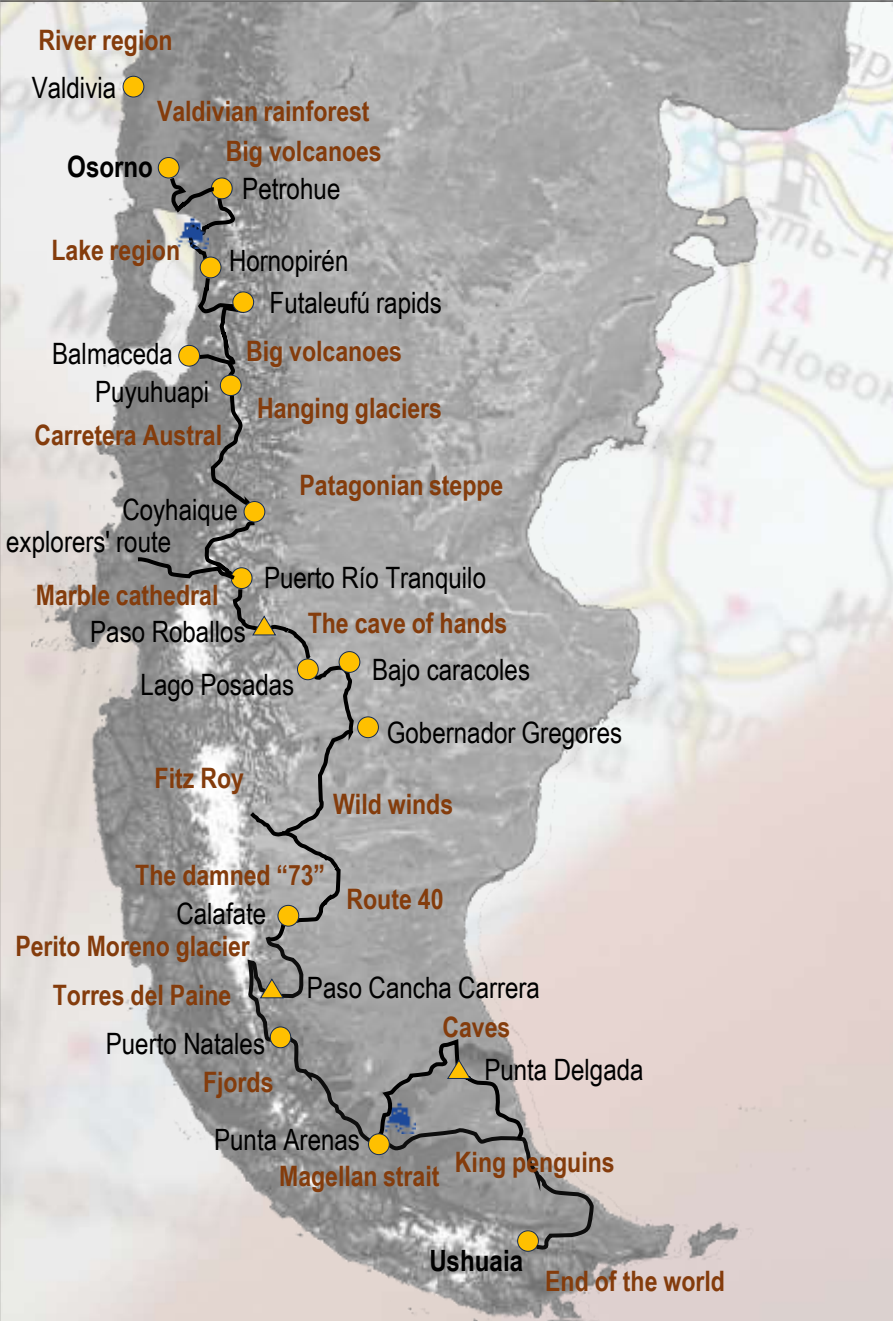 River region
Valdivia
Valdivian rainforest
Big volcanoes
Osorno
Petrohue
Lake region
Hornopirén
Futaleufú rapids
Balmaceda
Big volcanoes
Puyuhuapi
Hanging glaciers
Carretera Austral
Patagonian steppe
Coyhaique
explorers' route
Puerto Río Tranquilo
Marble cathedral
The cave of hands
Paso Roballos
Bajo caracoles
Lago Posadas
Gobernador Gregores
Fitz Roy
Wild winds
The damned “73”
Route 40
Calafate
Perito Moreno glacier
Paso Cancha Carrera
Torres del Paine
Caves
Puerto Natales
Punta Delgada
Fjords
Punta Arenas
King penguins
Magellan strait
Ushuaia
End of the world
24
31